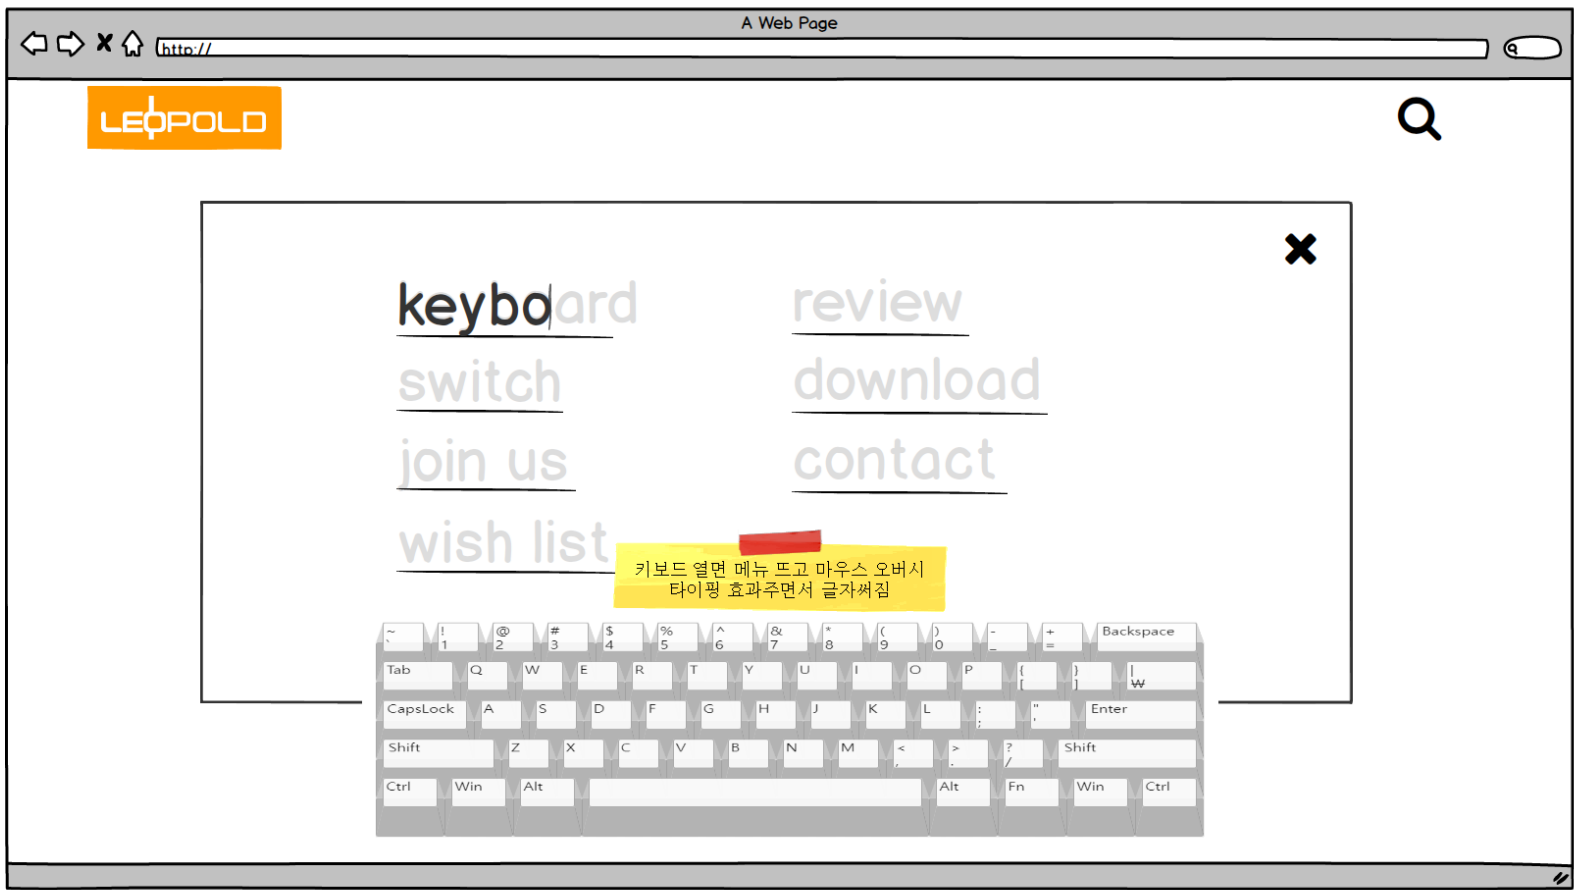 A Web Page
http://
LEOPOLD
keyboard
review
switch
download
join us
contact
wish list
키보드 열면 메뉴 뜨고 마우스 오버시
타이핑 효과주면서 글자써짐
~ ! @ # $ % ^ & * ( ) - + Backspace
` 1 2 3 4 5 6 7 8 9 0 _ =
Tab Q W E R T Y U I O P { } |
[ ] ₩
CapsLock A S D F G H J K L : " Enter
; '
Shift Z X C V B N M < > ? Shift
, . /
Ctrl Win Alt Alt Fn Win Ctrl